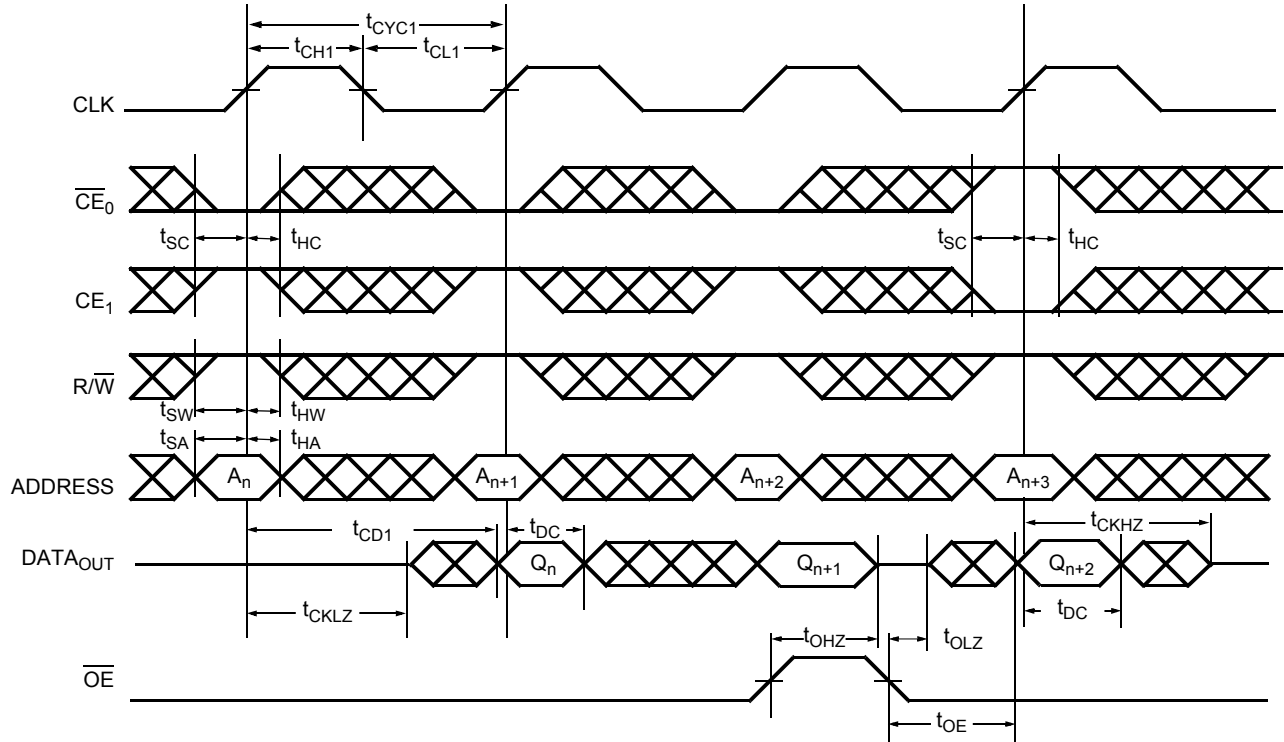 tCYC1
tCH1 tCL1
CLK
CE0
tSC tHC tSC tHC
CE1
R/W
tSW tHW
tSA tHA
ADDRESS An An+1 An+2 An+3
tCD1 tDC tCKHZ
DATAOUT Qn Qn+1 Qn+2
tCKLZ tDC
tOHZ tOLZ
OE
tOE